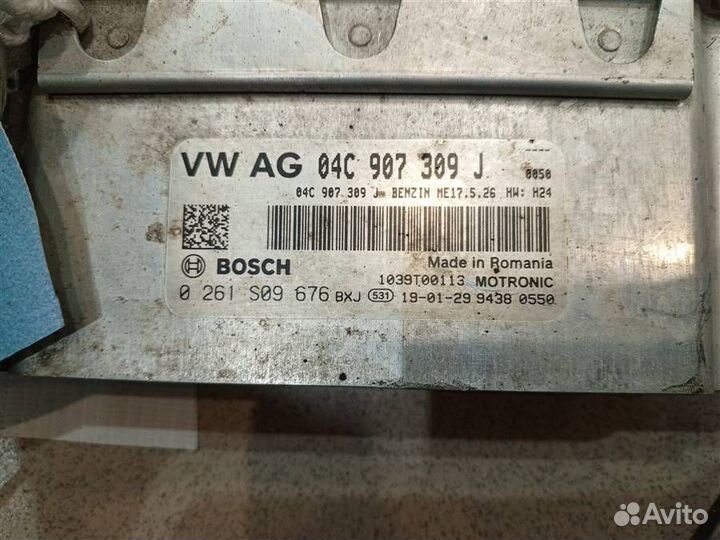 VW AG 04C 907 309 J ----
0050
04C 907 309 J-- BENZIN ME17.5.26 HW: H24
BOSCH
Made in Romania
1039T00113 MOTRONIC
0 261 S09 676 BXJ 531 19-01-29 9438 0550
Avito